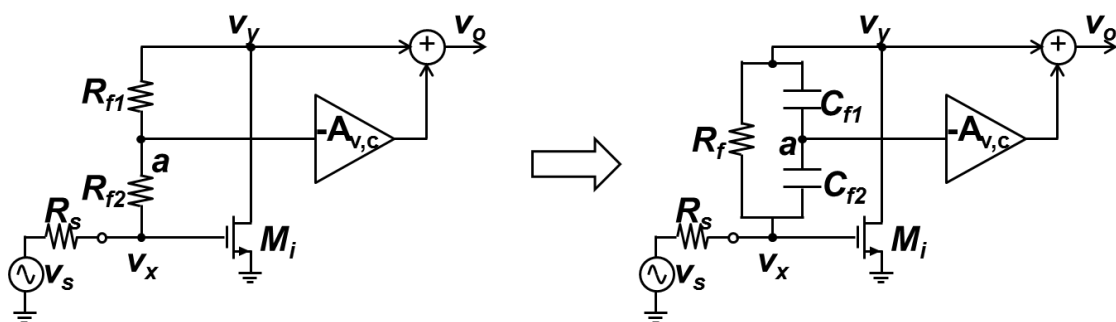 v_y
v_o
+
R_f1
-A_v,c
a
R_f2
R_s
M_i
v_x
v_s
v_y
v_o
+
C_f1
R_f
-A_v,c
a
C_f2
R_s
M_i
v_x
v_s